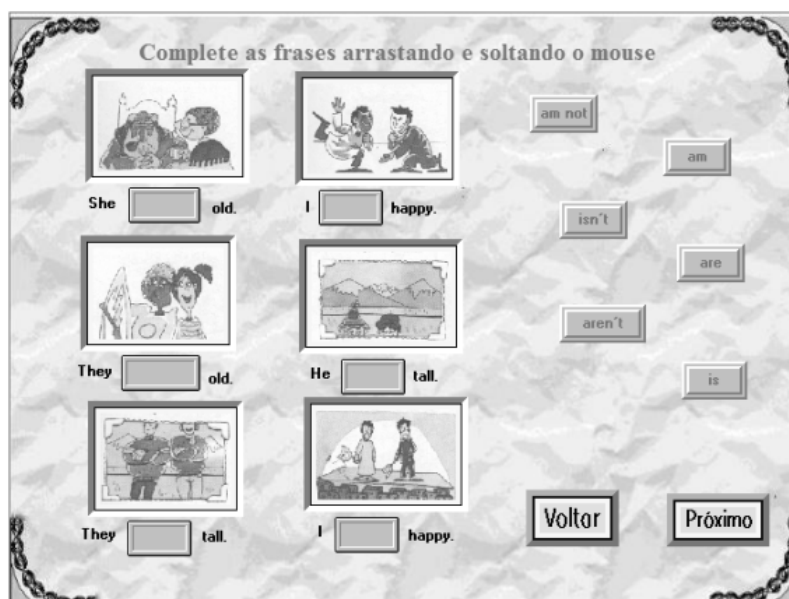 Complete as frases arrastando e soltando o mouse
She old.
I happy.
They old.
He tall.
They tall.
I happy.
am not
am
isn´t
are
aren´t
is
Voltar
Próximo